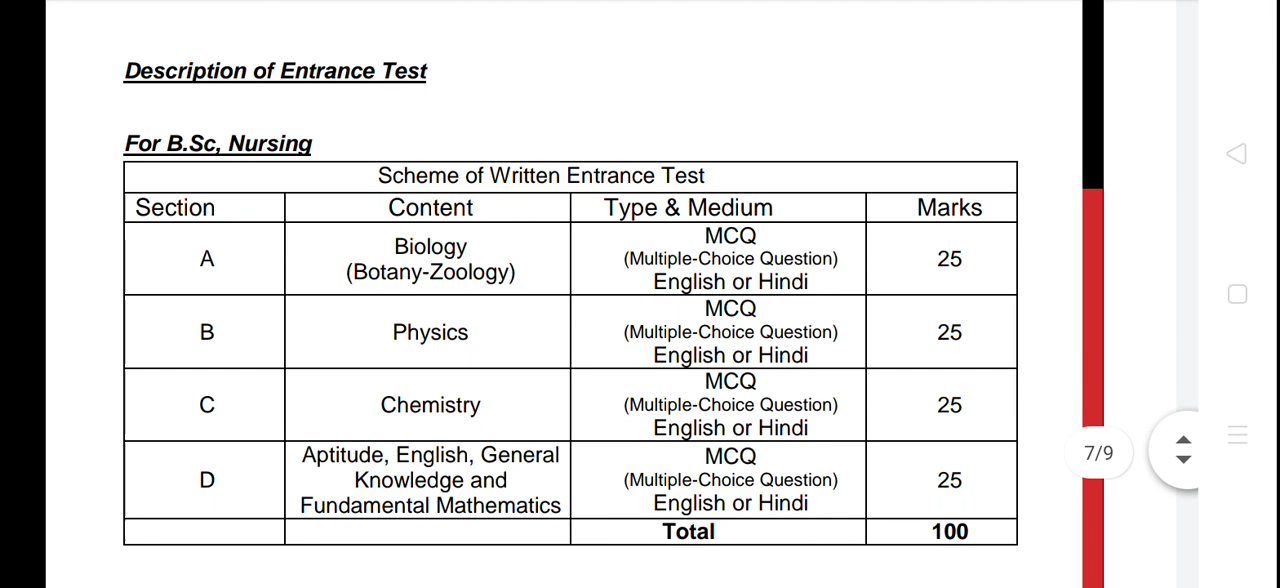 Description of Entrance Test
For B.Sc, Nursing
Scheme of Written Entrance Test
Section Content Type & Medium Marks
A Biology (Botany-Zoology) MCQ (Multiple-Choice Question) English or Hindi 25
B Physics MCQ (Multiple-Choice Question) English or Hindi 25
C Chemistry MCQ (Multiple-Choice Question) English or Hindi 25
D Aptitude, English, General Knowledge and Fundamental Mathematics MCQ (Multiple-Choice Question) English or Hindi 25
Total 100
7/9